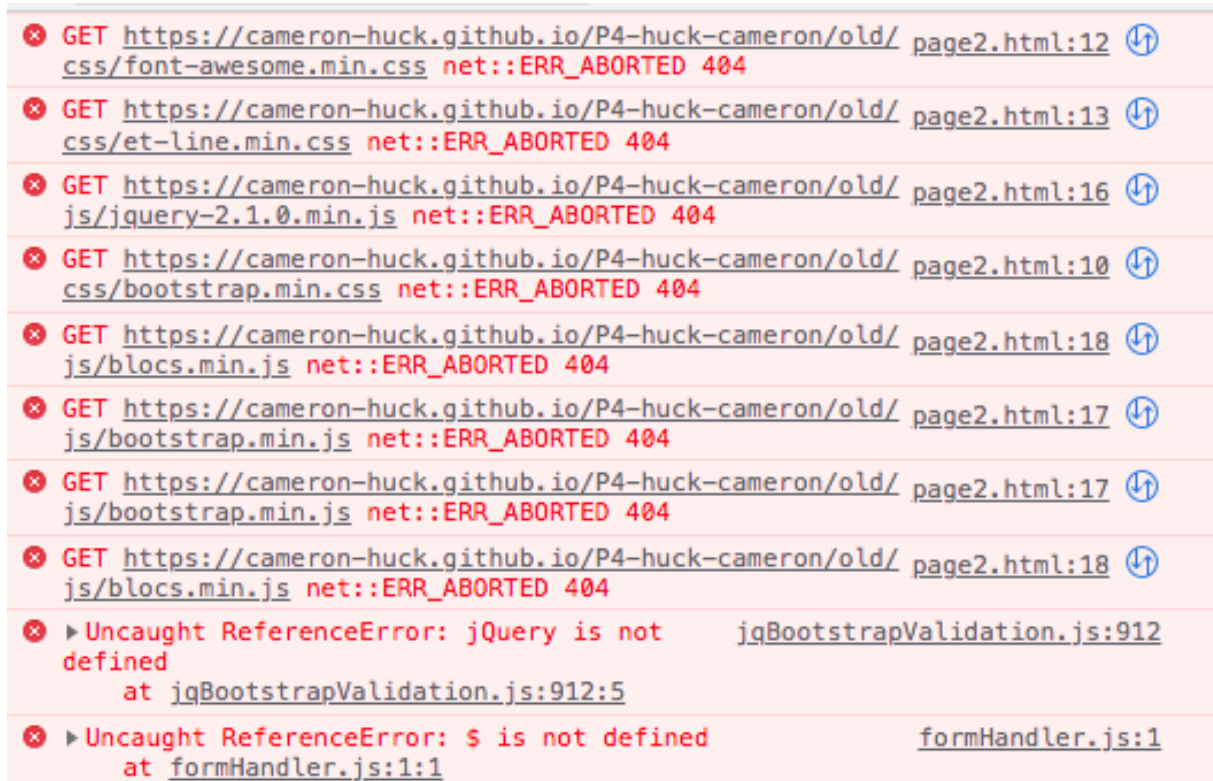 GET https://cameron-huck.github.io/P4-huck-cameron/old/ page2.html:12
css/font-awesome.min.css net::ERR_ABORTED 404
GET https://cameron-huck.github.io/P4-huck-cameron/old/ page2.html:13
css/et-line.min.css net::ERR_ABORTED 404
GET https://cameron-huck.github.io/P4-huck-cameron/old/ page2.html:16
js/jquery-2.1.0.min.js net::ERR_ABORTED 404
GET https://cameron-huck.github.io/P4-huck-cameron/old/ page2.html:10
css/bootstrap.min.css net::ERR_ABORTED 404
GET https://cameron-huck.github.io/P4-huck-cameron/old/ page2.html:18
js/blocs.min.js net::ERR_ABORTED 404
GET https://cameron-huck.github.io/P4-huck-cameron/old/ page2.html:17
js/bootstrap.min.js net::ERR_ABORTED 404
GET https://cameron-huck.github.io/P4-huck-cameron/old/ page2.html:17
js/bootstrap.min.js net::ERR_ABORTED 404
GET https://cameron-huck.github.io/P4-huck-cameron/old/ page2.html:18
js/blocs.min.js net::ERR_ABORTED 404
Uncaught ReferenceError: jQuery is not jqBootstrapValidation.js:912
defined
at jqBootstrapValidation.js:912:5
Uncaught ReferenceError: $ is not defined formHandler.js:1
at formHandler.js:1:1